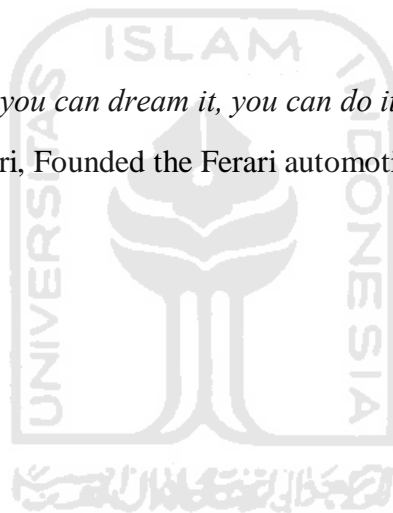 ISLAM
UNIVERSITAS
INDONESIA
you can dream it, you can do it
ri, Founded the Ferari automoti